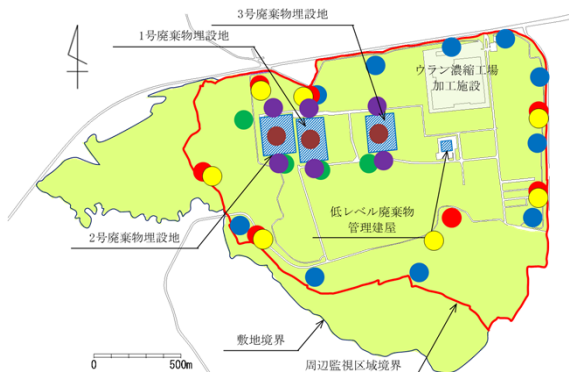 3号廃棄物埋設地
1号廃棄物埋設地
ウラン濃縮工場
加工施設
低レベル廃棄物
管理建屋
2号廃棄物埋設地
敷地境界
周辺監視区域境界
0 500m